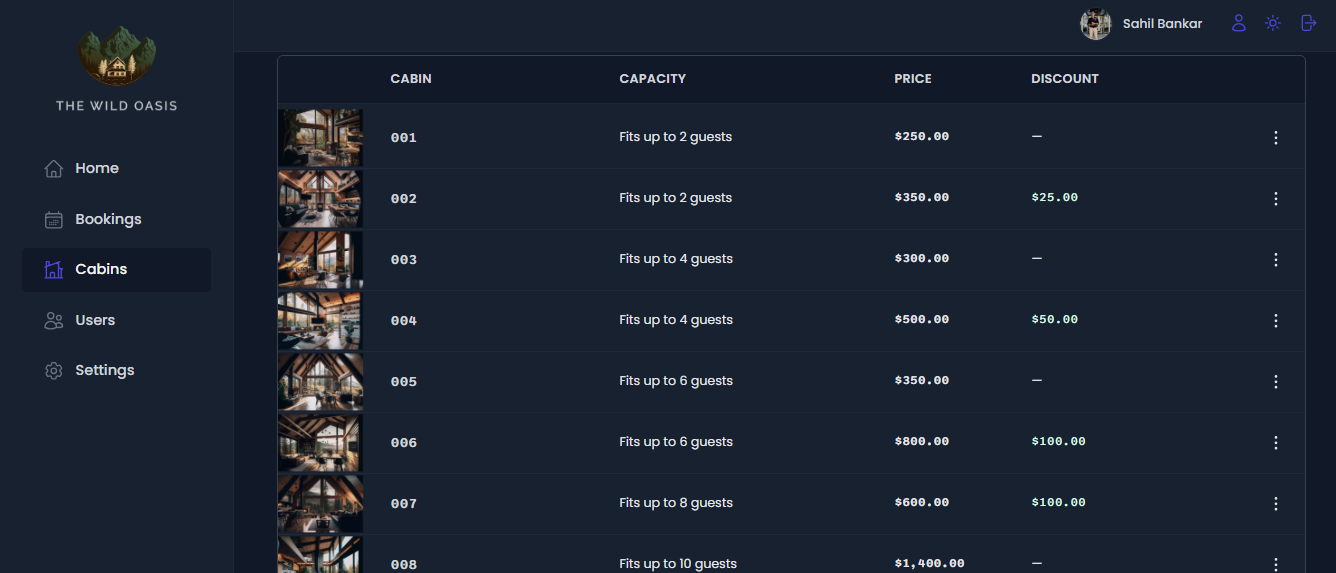 Sahil Bankar
THE WILD OASIS
Home
Bookings
Cabins
Users
Settings
CABIN CAPACITY PRICE DISCOUNT
001 Fits up to 2 guests $250.00 —
002 Fits up to 2 guests $350.00 $25.00
003 Fits up to 4 guests $300.00 —
004 Fits up to 4 guests $500.00 $50.00
005 Fits up to 6 guests $350.00 —
006 Fits up to 6 guests $800.00 $100.00
007 Fits up to 8 guests $600.00 $100.00
008 Fits up to 10 guests $1,400.00 —